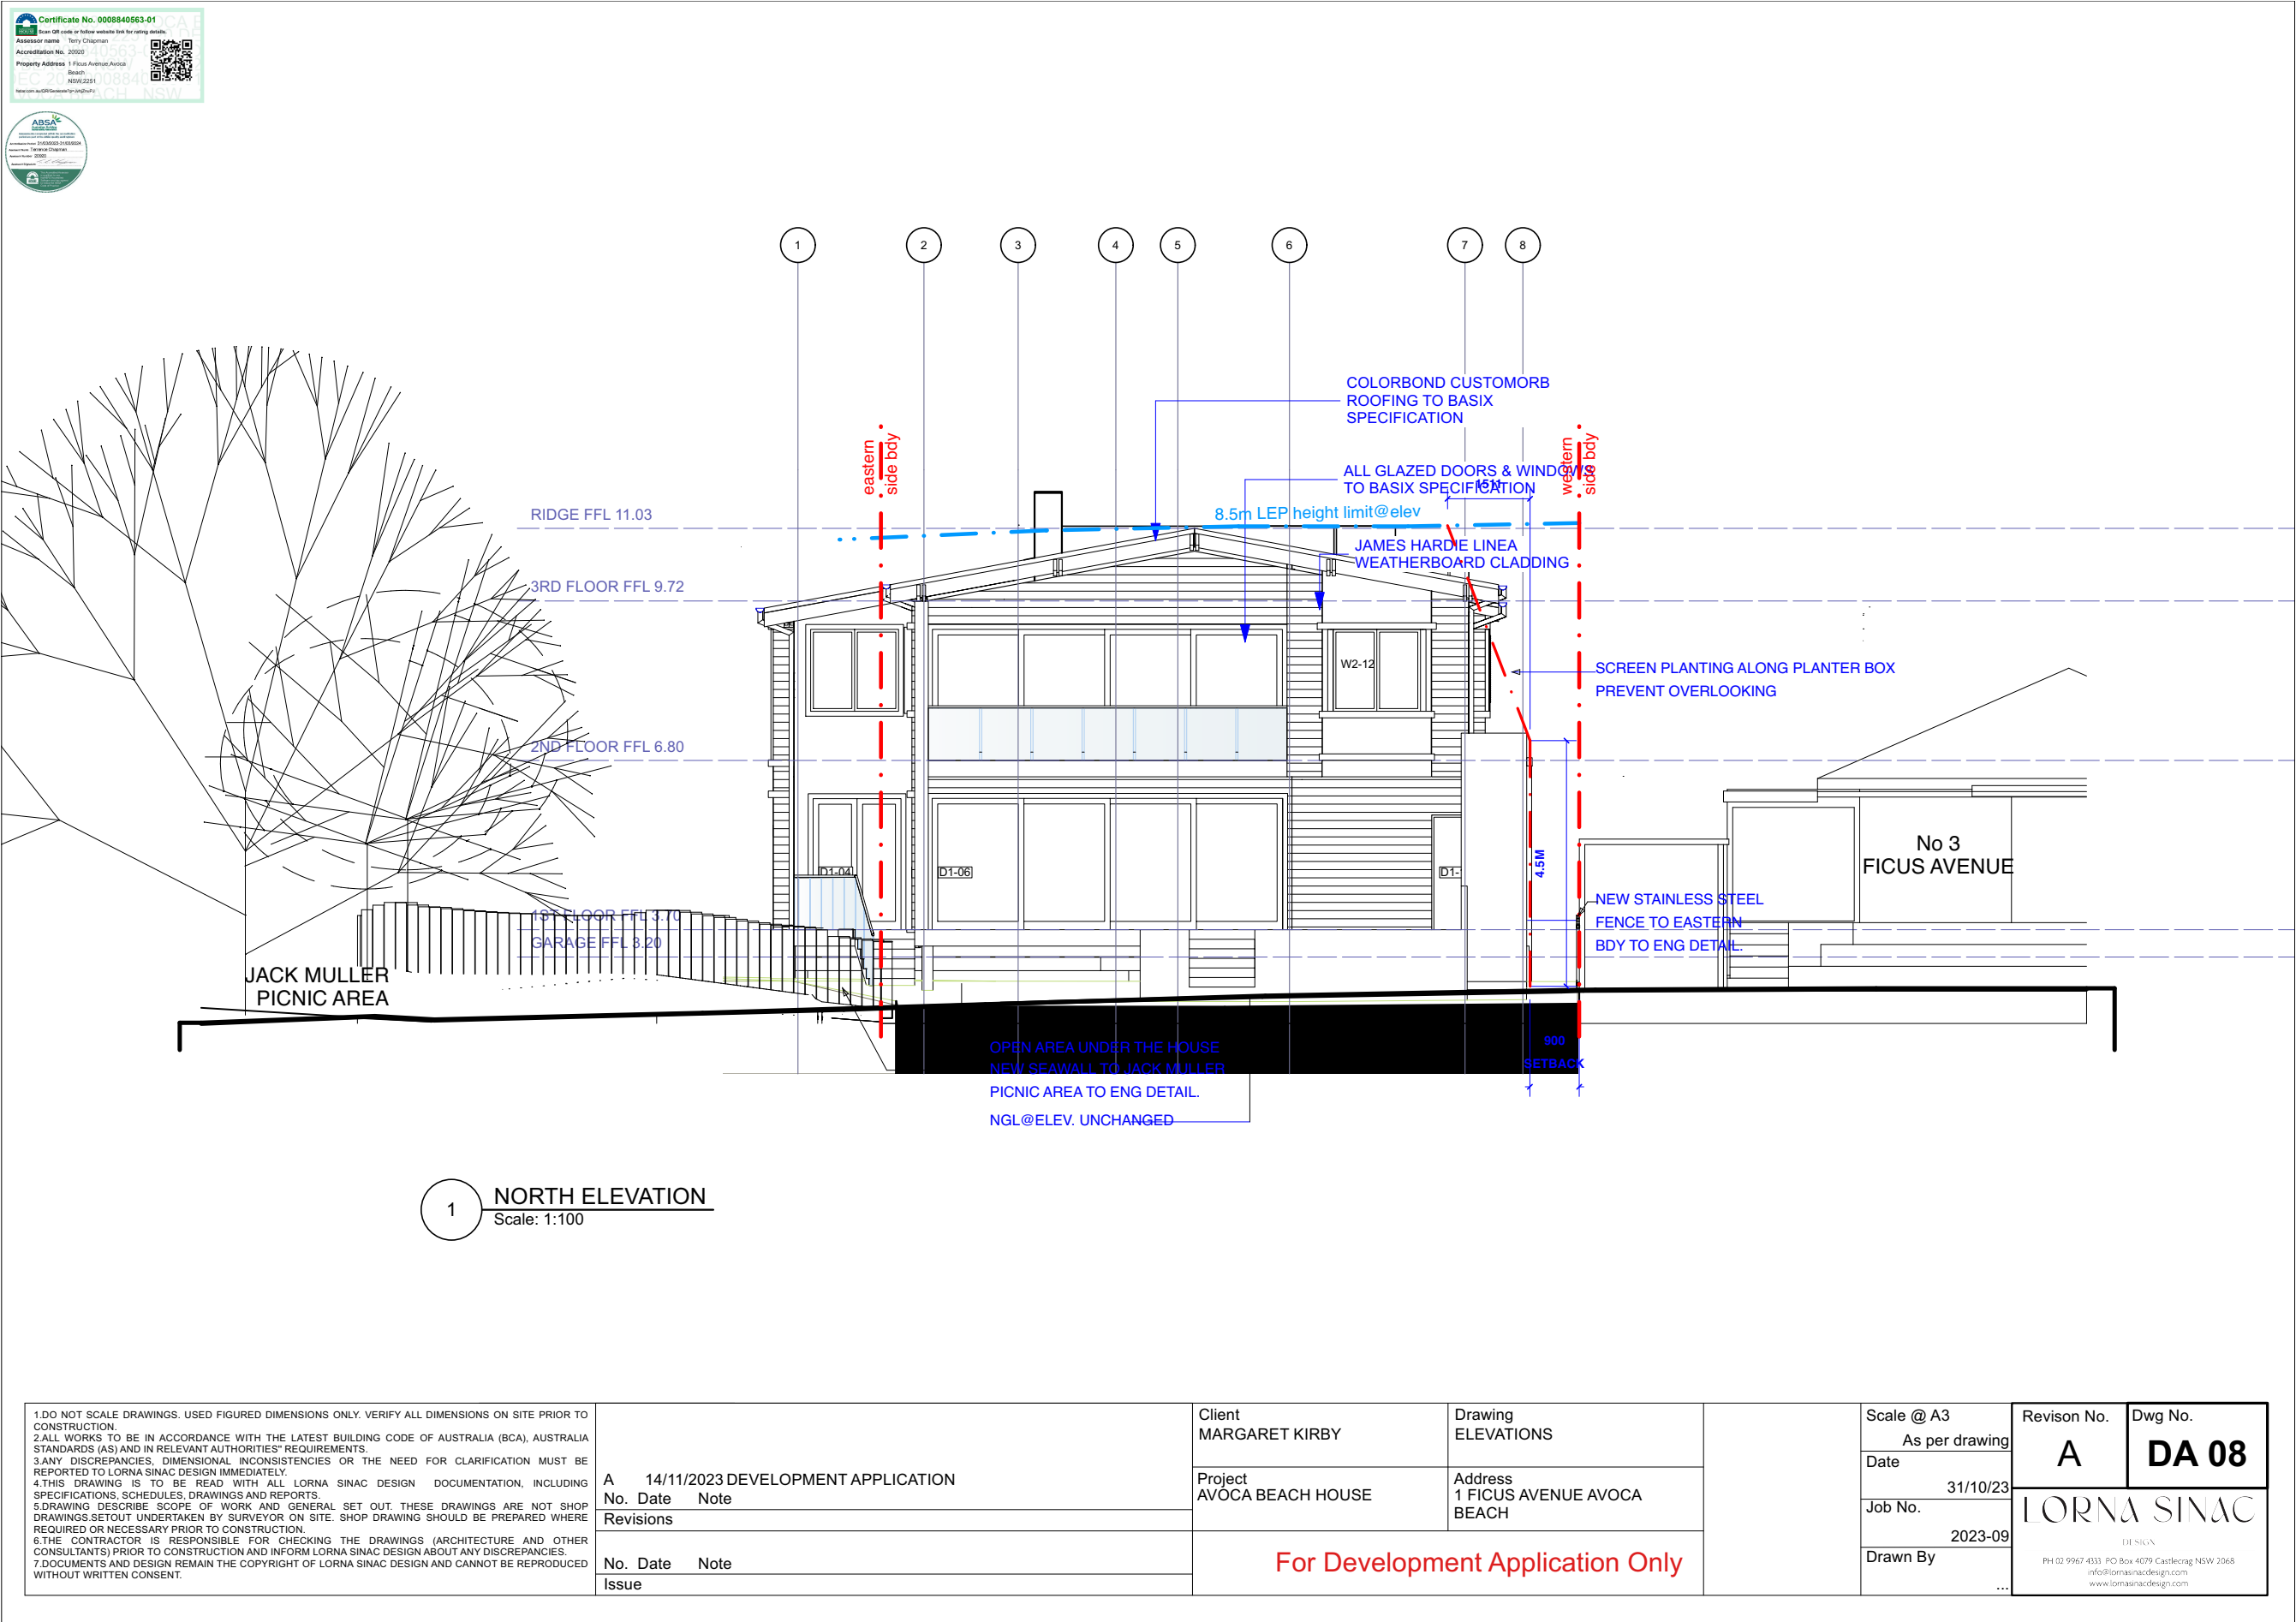 Certificate No. 0008840563-01
Scan QR code or follow website link for rating details.
Assessor name Terry Chapman
Accreditation No. 20920
Property Address 1 Ficus Avenue,Avoca
Beach
NSW,2251
ABSA
Terrance Chapman
20920
1
2
3
4
5
6
7
8
COLORBOND CUSTOMORB
ROOFING TO BASIX
SPECIFICATION
eastern
side bdy
western
side bdy
ALL GLAZED DOORS & WINDOWS
TO BASIX SPECIFICATION
1511
RIDGE FFL 11.03
8.5m LEP height limit@elev
JAMES HARDIE LINEA
WEATHERBOARD CLADDING
3RD FLOOR FFL 9.72
W2-12
SCREEN PLANTING ALONG PLANTER BOX
PREVENT OVERLOOKING
2ND FLOOR FFL 6.80
No 3
FICUS AVENUE
4.5M
D1-04
D1-06
D1-
NEW STAINLESS STEEL
FENCE TO EASTERN
BDY TO ENG DETAIL.
1ST FLOOR FFL 3.70
GARAGE FFL 3.20
JACK MULLER
PICNIC AREA
OPEN AREA UNDER THE HOUSE
NEW SEAWALL TO JACK MULLER
PICNIC AREA TO ENG DETAIL.
NGL@ELEV. UNCHANGED
900
SETBACK
1
NORTH ELEVATION
Scale: 1:100
1.DO NOT SCALE DRAWINGS. USED FIGURED DIMENSIONS ONLY. VERIFY ALL DIMENSIONS ON SITE PRIOR TO
CONSTRUCTION.
2.ALL WORKS TO BE IN ACCORDANCE WITH THE LATEST BUILDING CODE OF AUSTRALIA (BCA), AUSTRALIA
STANDARDS (AS) AND IN RELEVANT AUTHORITIES" REQUIREMENTS.
3.ANY DISCREPANCIES, DIMENSIONAL INCONSISTENCIES OR THE NEED FOR CLARIFICATION MUST BE
REPORTED TO LORNA SINAC DESIGN IMMEDIATELY.
4.THIS DRAWING IS TO BE READ WITH ALL LORNA SINAC DESIGN DOCUMENTATION, INCLUDING
SPECIFICATIONS, SCHEDULES, DRAWINGS AND REPORTS.
5.DRAWING DESCRIBE SCOPE OF WORK AND GENERAL SET OUT. THESE DRAWINGS ARE NOT SHOP
DRAWINGS.SETOUT UNDERTAKEN BY SURVEYOR ON SITE. SHOP DRAWING SHOULD BE PREPARED WHERE
REQUIRED OR NECESSARY PRIOR TO CONSTRUCTION.
6.THE CONTRACTOR IS RESPONSIBLE FOR CHECKING THE DRAWINGS (ARCHITECTURE AND OTHER
CONSULTANTS) PRIOR TO CONSTRUCTION AND INFORM LORNA SINAC DESIGN ABOUT ANY DISCREPANCIES.
7.DOCUMENTS AND DESIGN REMAIN THE COPYRIGHT OF LORNA SINAC DESIGN AND CANNOT BE REPRODUCED
WITHOUT WRITTEN CONSENT.
A 14/11/2023 DEVELOPMENT APPLICATION
No. Date Note
Revisions
No. Date Note
Issue
Client
MARGARET KIRBY
Drawing
ELEVATIONS
Project
AVOCA BEACH HOUSE
Address
1 FICUS AVENUE AVOCA
BEACH
For Development Application Only
Scale @ A3
As per drawing
Date
31/10/23
Job No.
2023-09
Drawn By
...
Revison No.
A
Dwg No.
DA 08
LORNA SINAC
DESIGN
PH 02 9967 4333 PO Box 4079 Castlecrag NSW 2068
info@lornasinacdesign.com
www.lornasinacdesign.com